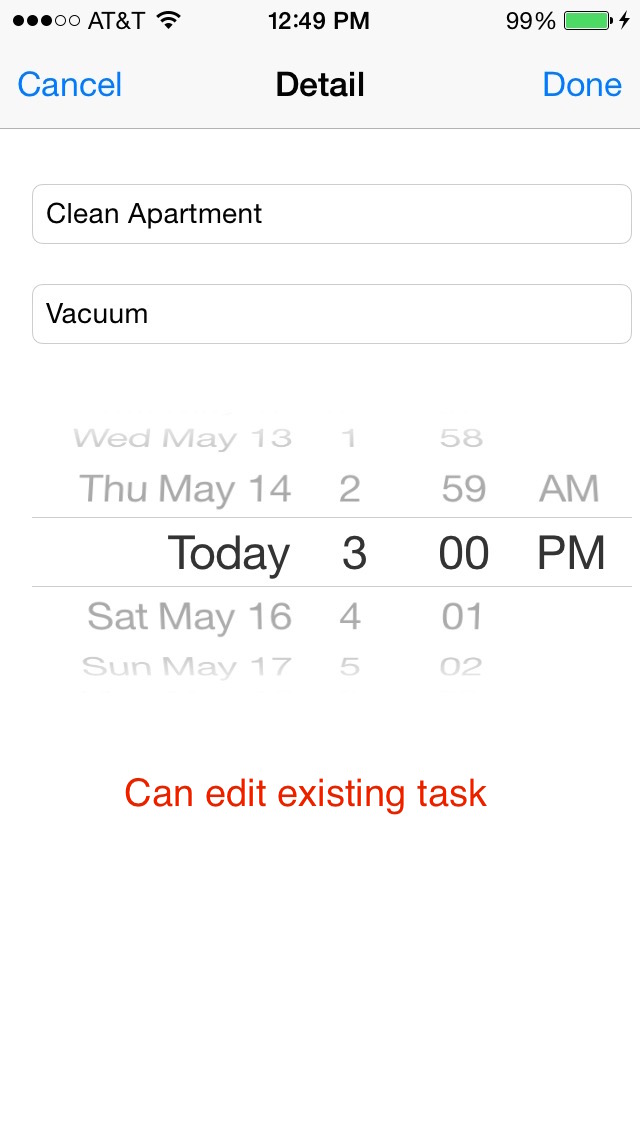 AT&T 12:49 PM 99%
Cancel Detail Done
Clean Apartment
Vacuum
Wed May 13 1 58
Thu May 14 2 59 AM
Today 3 00 PM
Sat May 16 4 01
Sun May 17 5 02
Can edit existing task